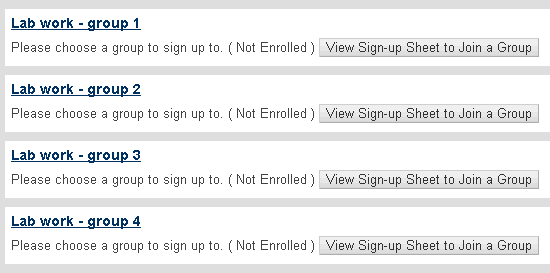 Lab work - group 1
Please choose a group to sign up to. ( Not Enrolled ) View Sign-up Sheet to Join a Group
Lab work - group 2
Please choose a group to sign up to. ( Not Enrolled ) View Sign-up Sheet to Join a Group
Lab work - group 3
Please choose a group to sign up to. ( Not Enrolled ) View Sign-up Sheet to Join a Group
Lab work - group 4
Please choose a group to sign up to. ( Not Enrolled ) View Sign-up Sheet to Join a Group